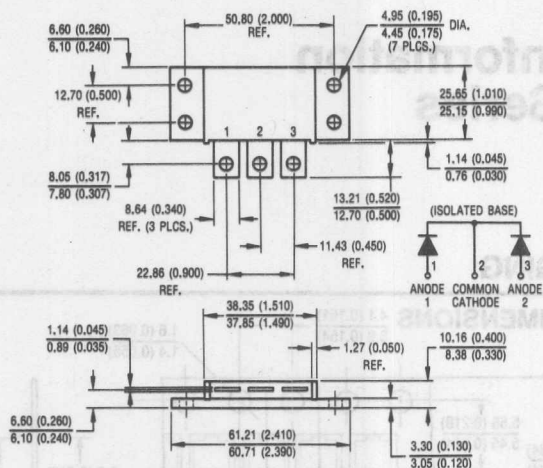 50.80 (2.000)
REF.
4.95 (0.195)
4.45 (0.175)
DIA.
(7 PLCS.)
6.60 (0.260)
6.10 (0.240)
12.70 (0.500)
REF.
25.65 (1.010)
25.15 (0.990)
1 2 3
1.14 (0.045)
0.76 (0.030)
8.05 (0.317)
7.80 (0.307)
13.21 (0.520)
12.70 (0.500)
8.64 (0.340)
REF. (3 PLCS.)
(ISOLATED BASE)
11.43 (0.450)
REF.
1 2 3
ANODE COMMON ANODE
1 CATHODE 2
22.86 (0.900)
REF.
38.35 (1.510)
37.85 (1.490)
1.14 (0.045)
0.89 (0.035)
1.27 (0.050)
REF.
10.16 (0.400)
8.38 (0.330)
6.60 (0.260)
6.10 (0.240)
61.21 (2.410)
60.71 (2.390)
3.30 (0.130)
3.05 (0.120)